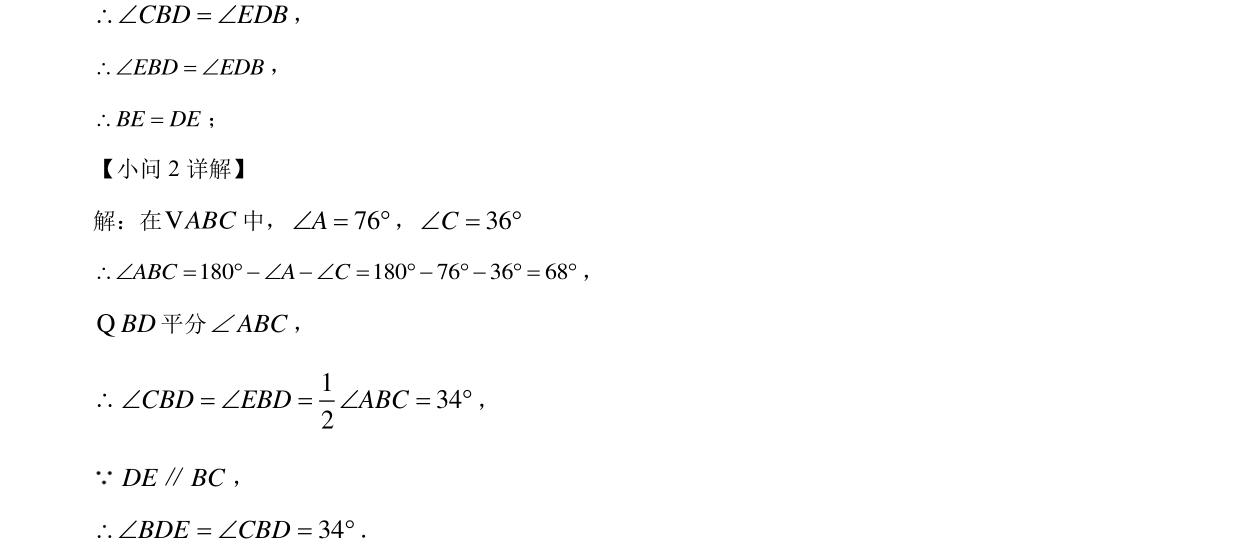 ∴∠CBD = ∠EDB，
∴∠EBD = ∠EDB，
∴BE = DE；
【小问 2 详解】
解：在VABC 中，∠A = 76°，∠C = 36°
∴∠ABC = 180° − ∠A − ∠C = 180° − 76° − 36° = 68°，
Q BD 平分∠ABC，
∴ ∠CBD = ∠EBD = \frac{1}{2}∠ABC = 34°，
∵ DE // BC，
∴∠BDE = ∠CBD = 34°．